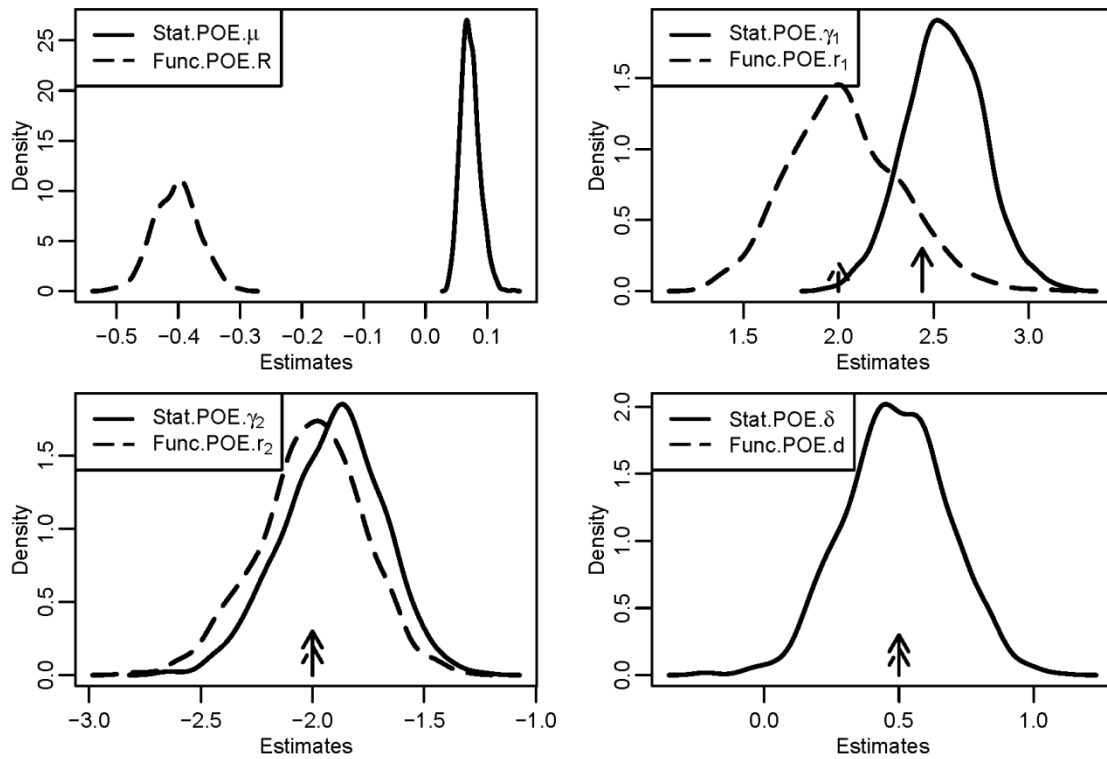 Stat.POE.μ
Func.POE.R
Density
0 5 10 15 20 25
−0.5 −0.4 −0.3 −0.2 −0.1 0.0 0.1
Estimates
Stat.POE.γ₁
Func.POE.r₁
Density
0.0 0.5 1.0 1.5
1.5 2.0 2.5 3.0
Estimates
Stat.POE.γ₂
Func.POE.r₂
Density
0.0 0.5 1.0 1.5
−3.0 −2.5 −2.0 −1.5 −1.0
Estimates
Stat.POE.δ
Func.POE.d
Density
0.0 0.5 1.0 1.5 2.0
0.0 0.5 1.0
Estimates